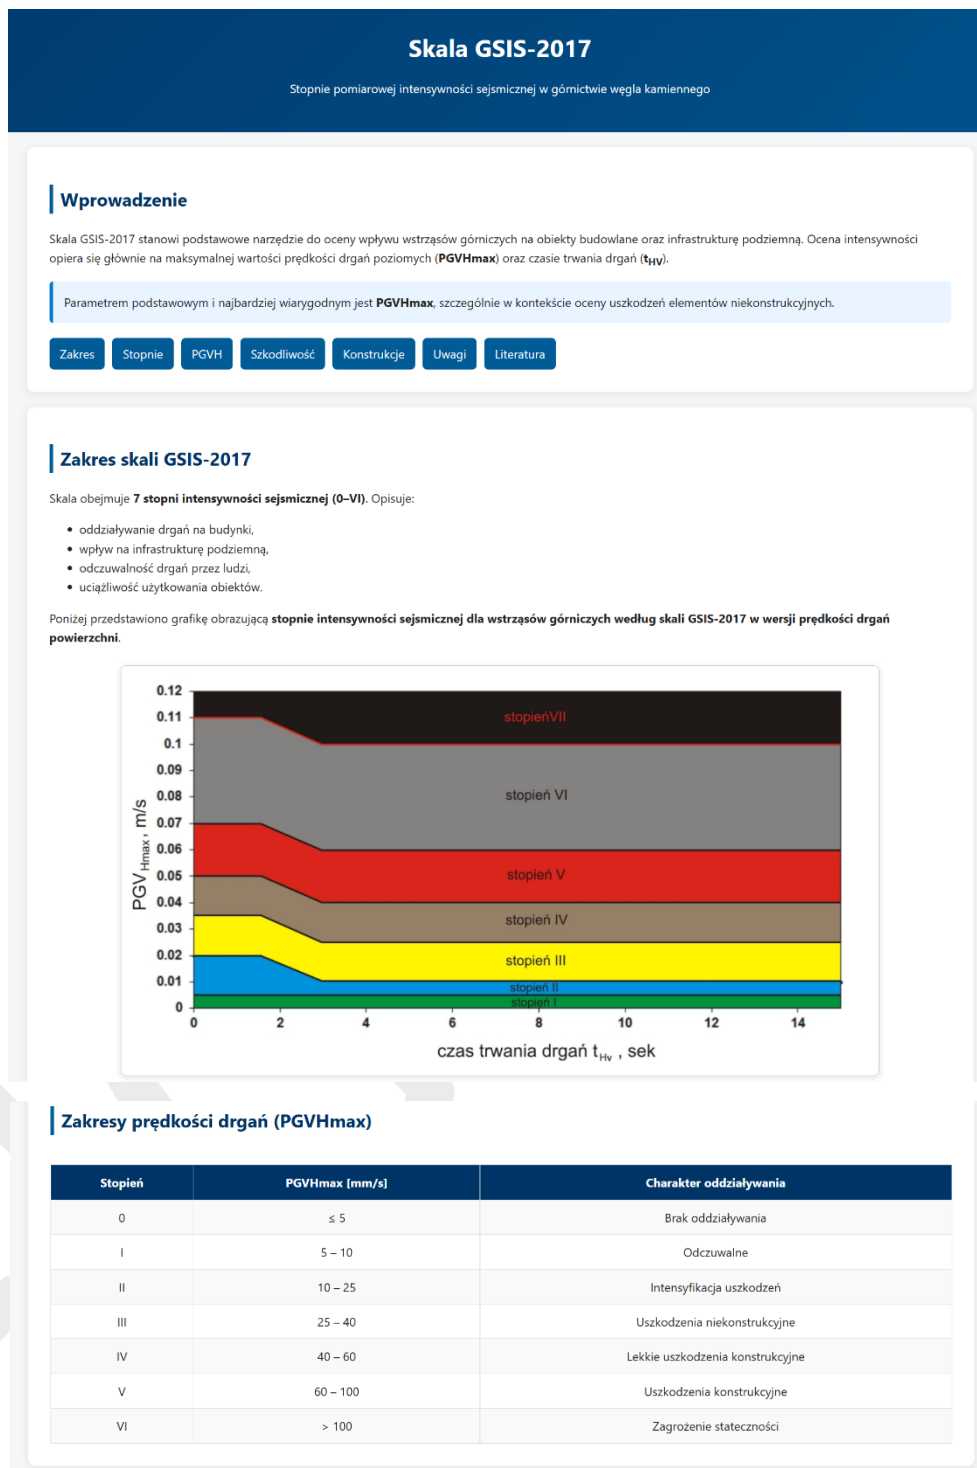 Skala GSIS-2017
Stopnie pomiarowej intensywności sejsmicznej w górnictwie węgla kamiennego
Wprowadzenie
Skala GSIS-2017 stanowi podstawowe narzędzie do oceny wpływu wstrząsów górniczych na obiekty budowlane oraz infrastrukturę podziemną. Ocena intensywności
opiera się głównie na maksymalnej wartości prędkości drgań poziomych (PGVHmax) oraz czasie trwania drgań (tHV).
Parametrem podstawowym i najbardziej wiarygodnym jest PGVHmax, szczególnie w kontekście oceny uszkodzeń elementów niekonstrukcyjnych.
Zakres Stopnie PGVH Szkodliwość Konstrukcje Uwagi Literatura
Zakres skali GSIS-2017
Skala obejmuje 7 stopni intensywności sejsmicznej (0–VI). Opisuje:
• oddziaływanie drgań na budynki,
• wpływ na infrastrukturę podziemną,
• odczuwalność drgań przez ludzi,
• uciążliwość użytkowania obiektów.
Poniżej przedstawiono grafikę obrazującą stopnie intensywności sejsmicznej dla wstrząsów górniczych według skali GSIS-2017 w wersji prędkości drgań
powierzchni.
0.12
0.11 stopieńVII
0.1
0.09
0.08 stopień VI
0.07
0.06
0.05 stopień V
0.04
0.03 stopień IV
0.02 stopień III
0.01 stopień II
0 stopień I
PGVHmax, m/s
0 2 4 6 8 10 12 14
czas trwania drgań tHv , sek
Zakresy prędkości drgań (PGVHmax)
Stopień PGVHmax [mm/s] Charakter oddziaływania
0 ≤ 5 Brak oddziaływania
I 5 – 10 Odczuwalne
II 10 – 25 Intensyfikacja uszkodzeń
III 25 – 40 Uszkodzenia niekonstrukcyjne
IV 40 – 60 Lekkie uszkodzenia konstrukcyjne
V 60 – 100 Uszkodzenia konstrukcyjne
VI > 100 Zagrożenie stateczności